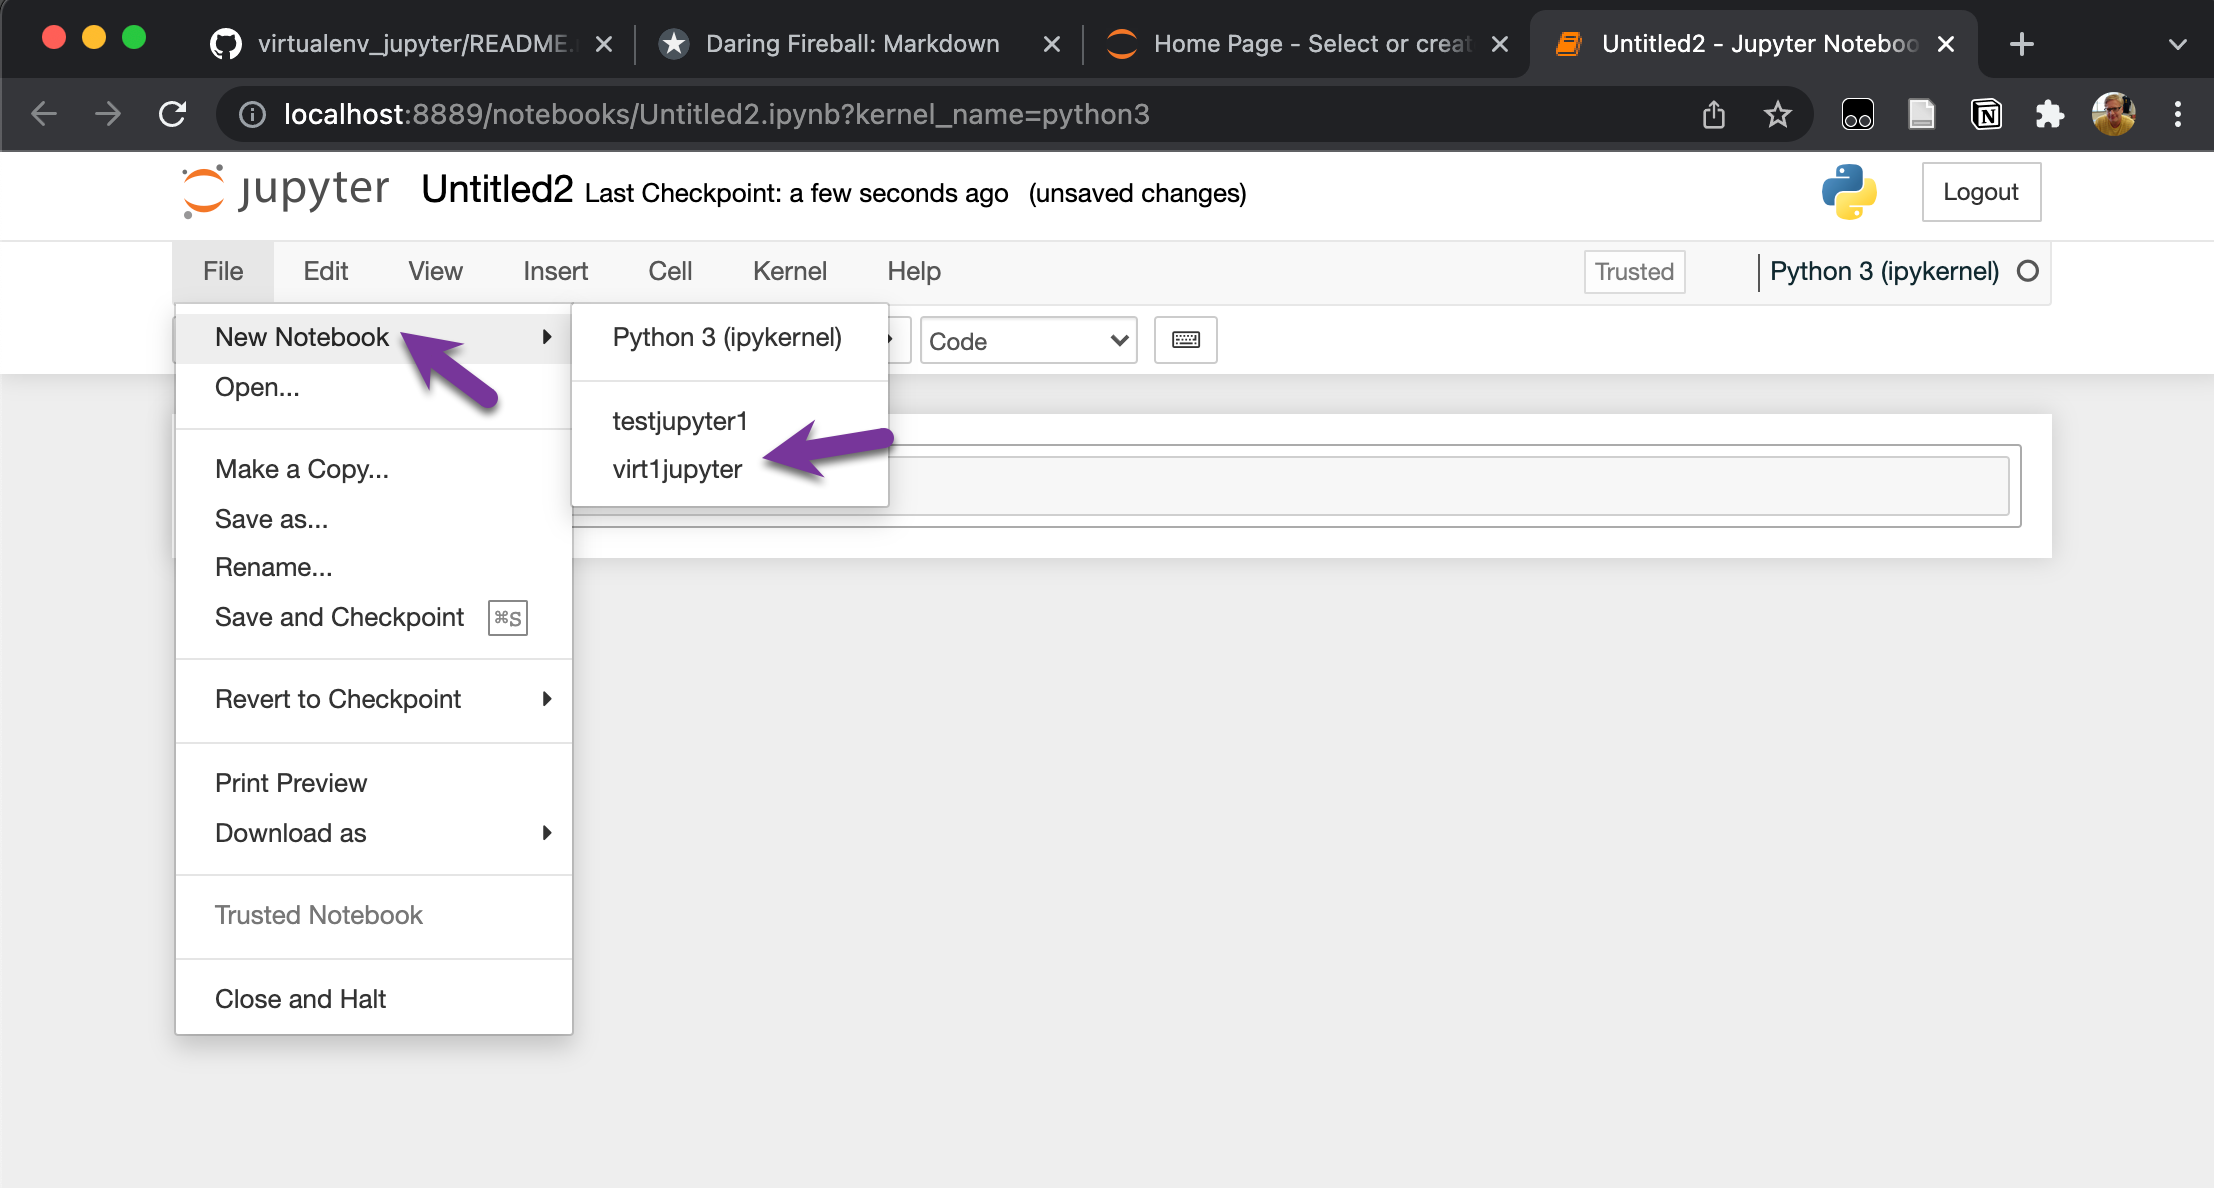 virtualenv_jupyter/README.
Daring Fireball: Markdown
Home Page - Select or creat
Untitled2 - Jupyter Noteboo
localhost:8889/notebooks/Untitled2.ipynb?kernel_name=python3
jupyter Untitled2 Last Checkpoint: a few seconds ago (unsaved changes)
Logout
File Edit View Insert Cell Kernel Help
Trusted
Python 3 (ipykernel)
New Notebook
Python 3 (ipykernel)
Code
Open...
testjupyter1
virt1jupyter
Make a Copy...
Save as...
Rename...
Save and Checkpoint ⌘S
Revert to Checkpoint
Print Preview
Download as
Trusted Notebook
Close and Halt